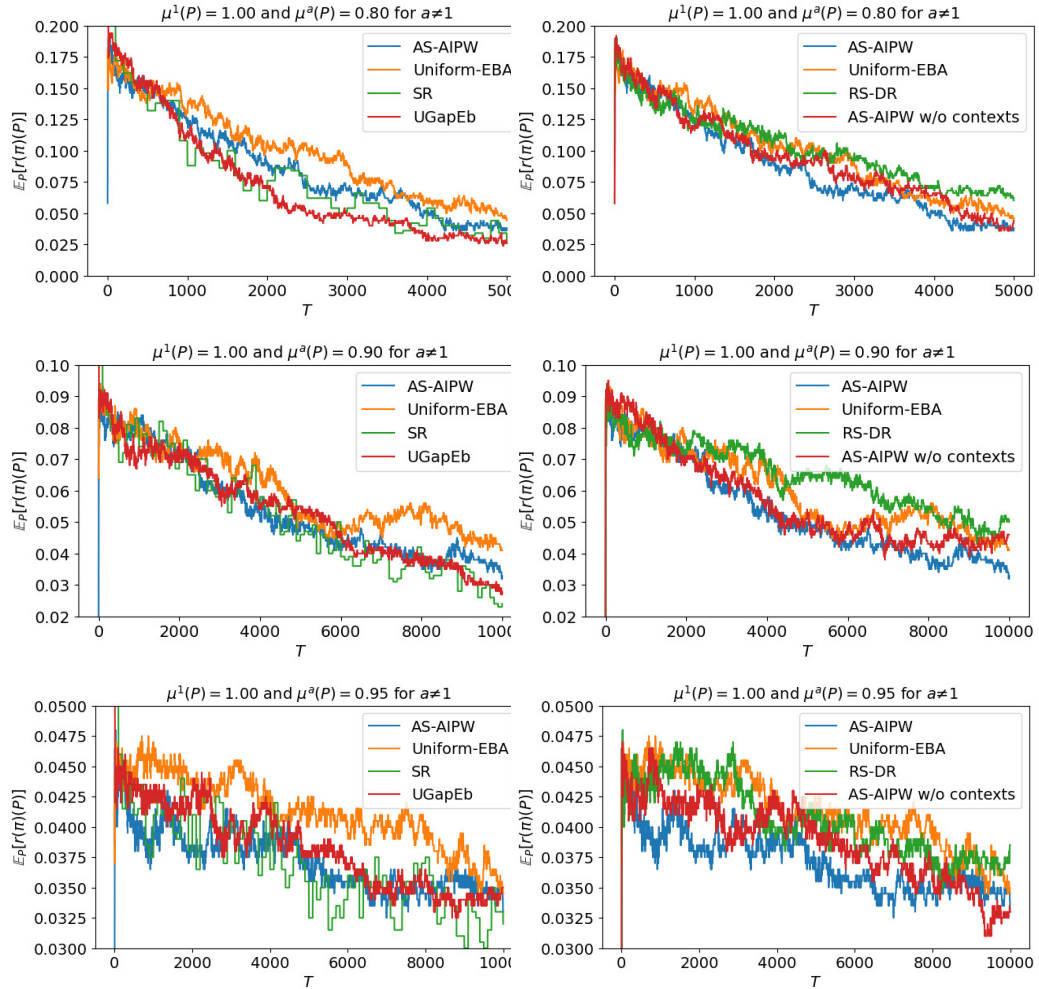 μ¹(P) = 1.00 and μᵃ(P) = 0.80 for a≠1
0.200
0.175
0.150
0.125
0.100
0.075
0.050
0.025
0.000
𝔼_P[r(π)(P)]
AS-AIPW
Uniform-EBA
SR
UGapEb
0 1000 2000 3000 4000 500
T
μ¹(P) = 1.00 and μᵃ(P) = 0.80 for a≠1
0.200
0.175
0.150
0.125
0.100
0.075
0.050
0.025
0.000
𝔼_P[r(π)(P)]
AS-AIPW
Uniform-EBA
RS-DR
AS-AIPW w/o contexts
0 1000 2000 3000 4000 5000
T
μ¹(P) = 1.00 and μᵃ(P) = 0.90 for a≠1
0.10
0.09
0.08
0.07
0.06
0.05
0.04
0.03
0.02
𝔼_P[r(π)(P)]
AS-AIPW
Uniform-EBA
SR
UGapEb
0 2000 4000 6000 8000 1000
T
μ¹(P) = 1.00 and μᵃ(P) = 0.90 for a≠1
0.10
0.09
0.08
0.07
0.06
0.05
0.04
0.03
0.02
𝔼_P[r(π)(P)]
AS-AIPW
Uniform-EBA
RS-DR
AS-AIPW w/o contexts
0 2000 4000 6000 8000 10000
T
μ¹(P) = 1.00 and μᵃ(P) = 0.95 for a≠1
0.0500
0.0475
0.0450
0.0425
0.0400
0.0375
0.0350
0.0325
0.0300
𝔼_P[r(π)(P)]
AS-AIPW
Uniform-EBA
SR
UGapEb
0 2000 4000 6000 8000 1000
T
μ¹(P) = 1.00 and μᵃ(P) = 0.95 for a≠1
0.0500
0.0475
0.0450
0.0425
0.0400
0.0375
0.0350
0.0325
0.0300
𝔼_P[r(π)(P)]
AS-AIPW
Uniform-EBA
RS-DR
AS-AIPW w/o contexts
0 2000 4000 6000 8000 10000
T